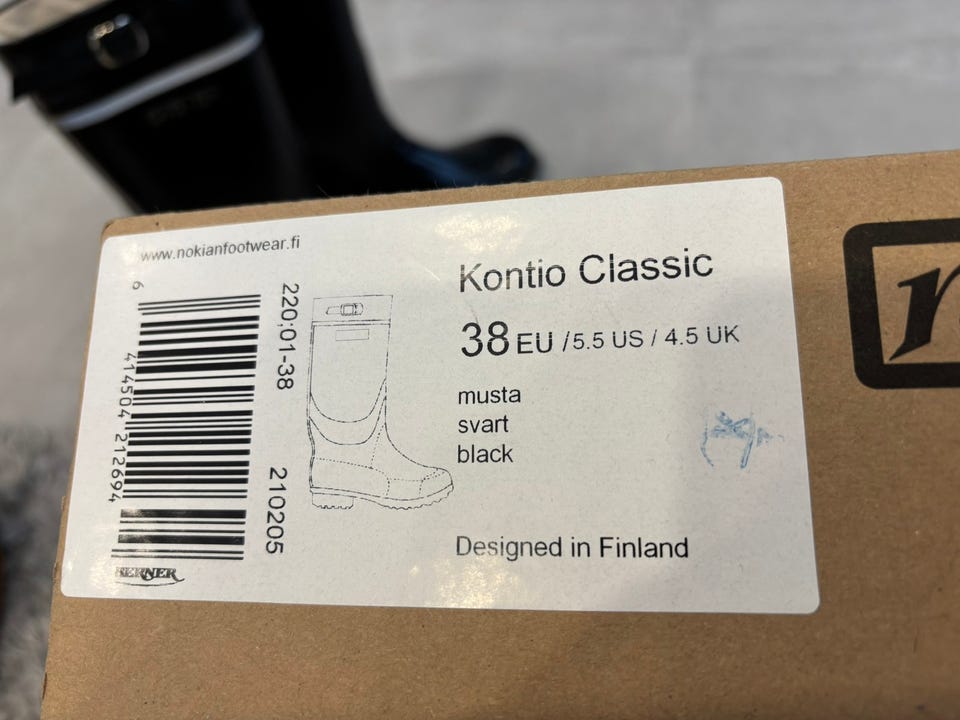 www.nokianfootwear.fi
6 414504 212694
220;01-38
210205
BERNER
Kontio Classic
38 EU / 5.5 US / 4.5 UK
musta
svart
black
Designed in Finland